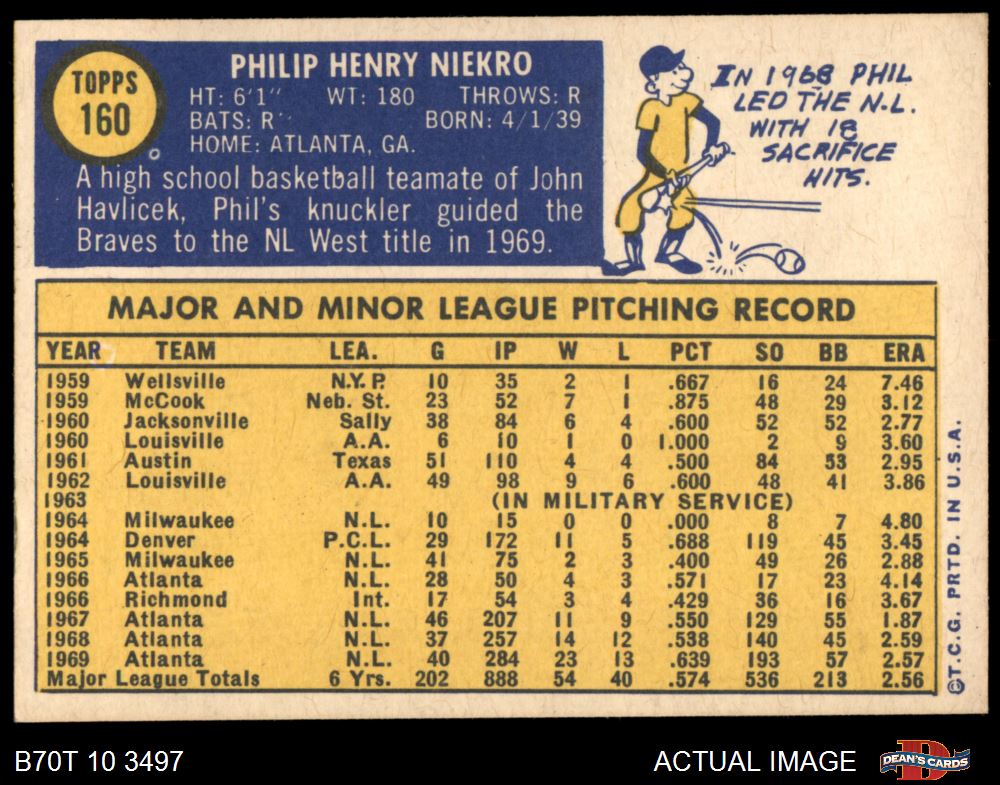 TOPPS
160
PHILIP HENRY NIEKRO
HT: 6'1" WT: 180 THROWS: R
BATS: R BORN: 4/1/39
HOME: ATLANTA, GA.
A high school basketball teamate of John
Havlicek, Phil's knuckler guided the
Braves to the NL West title in 1969.
IN 1968 PHIL
LED THE N.L.
WITH 18
SACRIFICE
HITS.
MAJOR AND MINOR LEAGUE PITCHING RECORD
YEAR TEAM LEA. G IP W L PCT SO BB ERA
1959 Wellsville N.Y.P. 10 35 2 1 .667 16 24 7.46
1959 McCook Neb. St. 23 52 7 1 .875 48 29 3.12
1960 Jacksonville Sally 38 84 6 4 .600 52 52 2.77
1960 Louisville A.A. 6 10 1 0 1.000 2 9 3.60
1961 Austin Texas 51 110 4 4 .500 84 53 2.95
1962 Louisville A.A. 49 98 9 6 .600 48 41 3.86
1963 (IN MILITARY SERVICE)
1964 Milwaukee N.L. 10 15 0 0 .000 8 7 4.80
1964 Denver P.C.L. 29 172 11 5 .688 119 45 3.45
1965 Milwaukee N.L. 41 75 2 3 .400 49 26 2.88
1966 Atlanta N.L. 28 50 4 3 .571 17 23 4.14
1966 Richmond Int. 17 54 3 4 .429 36 16 3.67
1967 Atlanta N.L. 46 207 11 9 .550 129 55 1.87
1968 Atlanta N.L. 37 257 14 12 .538 140 45 2.59
1969 Atlanta N.L. 40 284 23 13 .639 193 57 2.57
Major League Totals 6 Yrs. 202 888 54 40 .574 536 213 2.56
©T.C.G. PRTD. IN U.S.A.
B70T 10 3497
ACTUAL IMAGE
D
DEAN'S CARDS